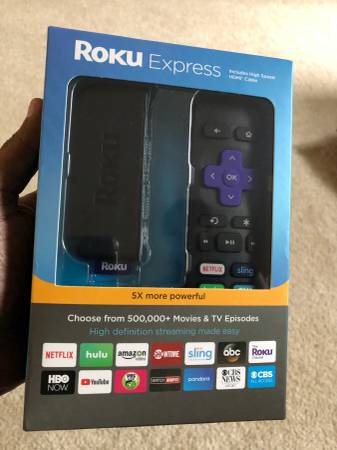 Roku Express
Includes High Speed
HDMI® Cable
Roku
OK
NETFLIX sling
Roku
5X more powerful
Choose from 500,000+ Movies & TV Episodes
High definition streaming made easy
NETFLIX hulu amazon video SHOWTIME sling abc The Roku Channel
HBO NOW YouTube PBS KIDS WATCH ESPN pandora CBS NEWS CBS ALL ACCESS